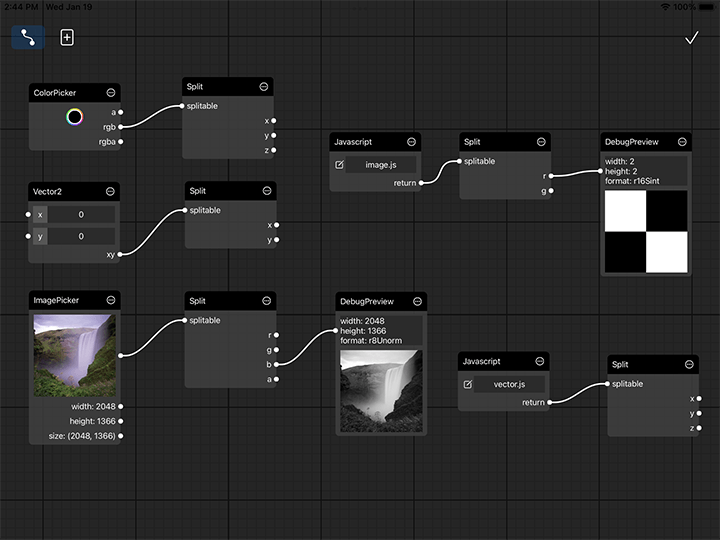 2:44 PM Wed Jan 19
100%
ColorPicker
a
rgb
rgba
Split
splitable
x
y
z
Javascript
image.js
return
Split
splitable
r
g
DebugPreview
width: 2
height: 2
format: r16Sint
Vector2
x 0
y 0
xy
Split
splitable
x
y
ImagePicker
width: 2048
height: 1366
size: (2048, 1366)
Split
splitable
r
g
b
a
DebugPreview
width: 2048
height: 1366
format: r8Unorm
Javascript
vector.js
return
Split
splitable
x
y
z